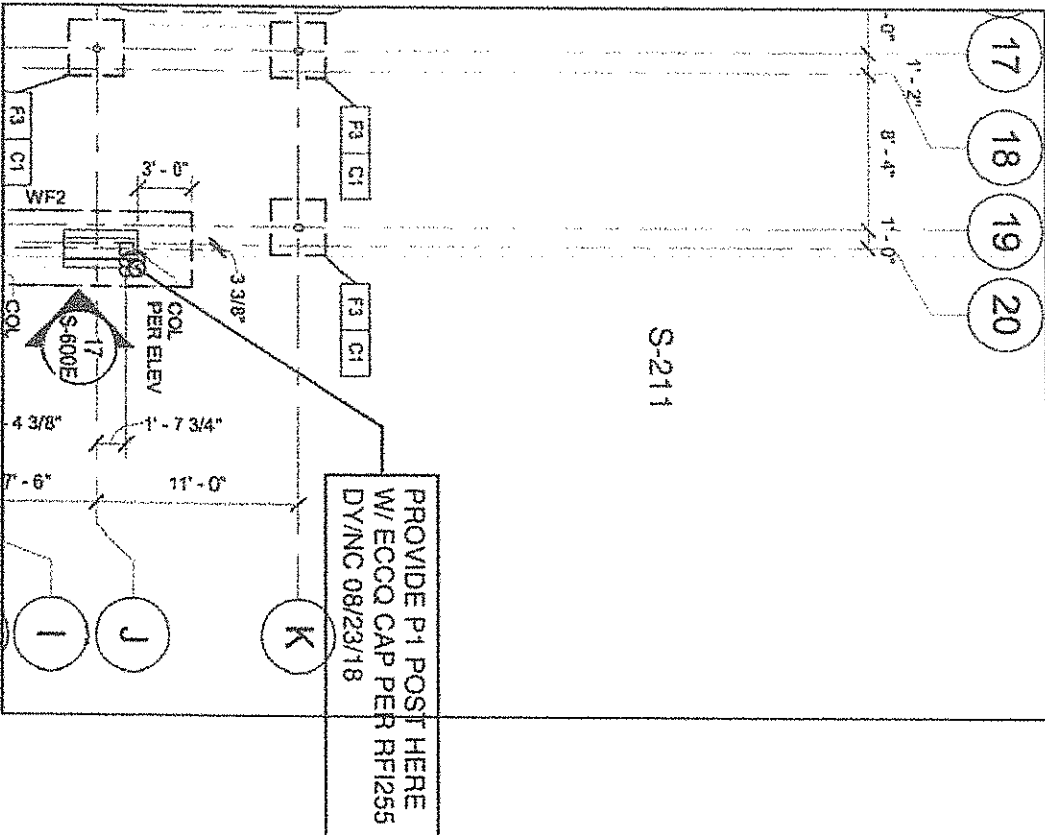 17
18
19
20
-0"
1' - 2"
8' - 4"
1' - 0"
S-211
F3 C1
F3 C1
F3 C1
WF2
3' - 0"
3 3/8"
COL
PER ELEV
COL
17
S-600E
4 3/8"
1' - 7 3/4"
7' - 6"
11' - 0"
PROVIDE P1 POST HERE
W/ ECCQ CAP PER RFI255
DY/NC 08/23/18
K
J
I